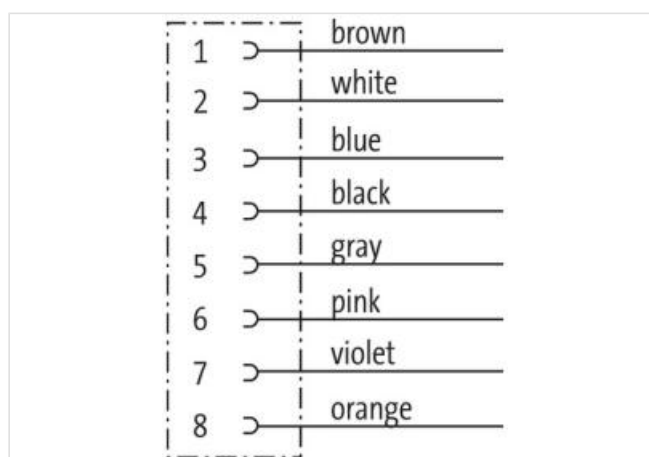 1 brown
2 white
3 blue
4 black
5 gray
6 pink
7 violet
8 orange